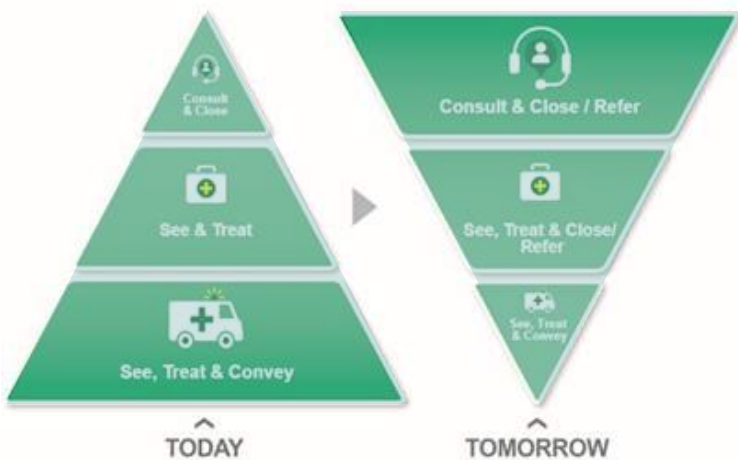 Consult
& Close
See & Treat
See, Treat & Convey
TODAY
Consult & Close / Refer
See, Treat & Close/
Refer
See, Treat
& Convey
TOMORROW